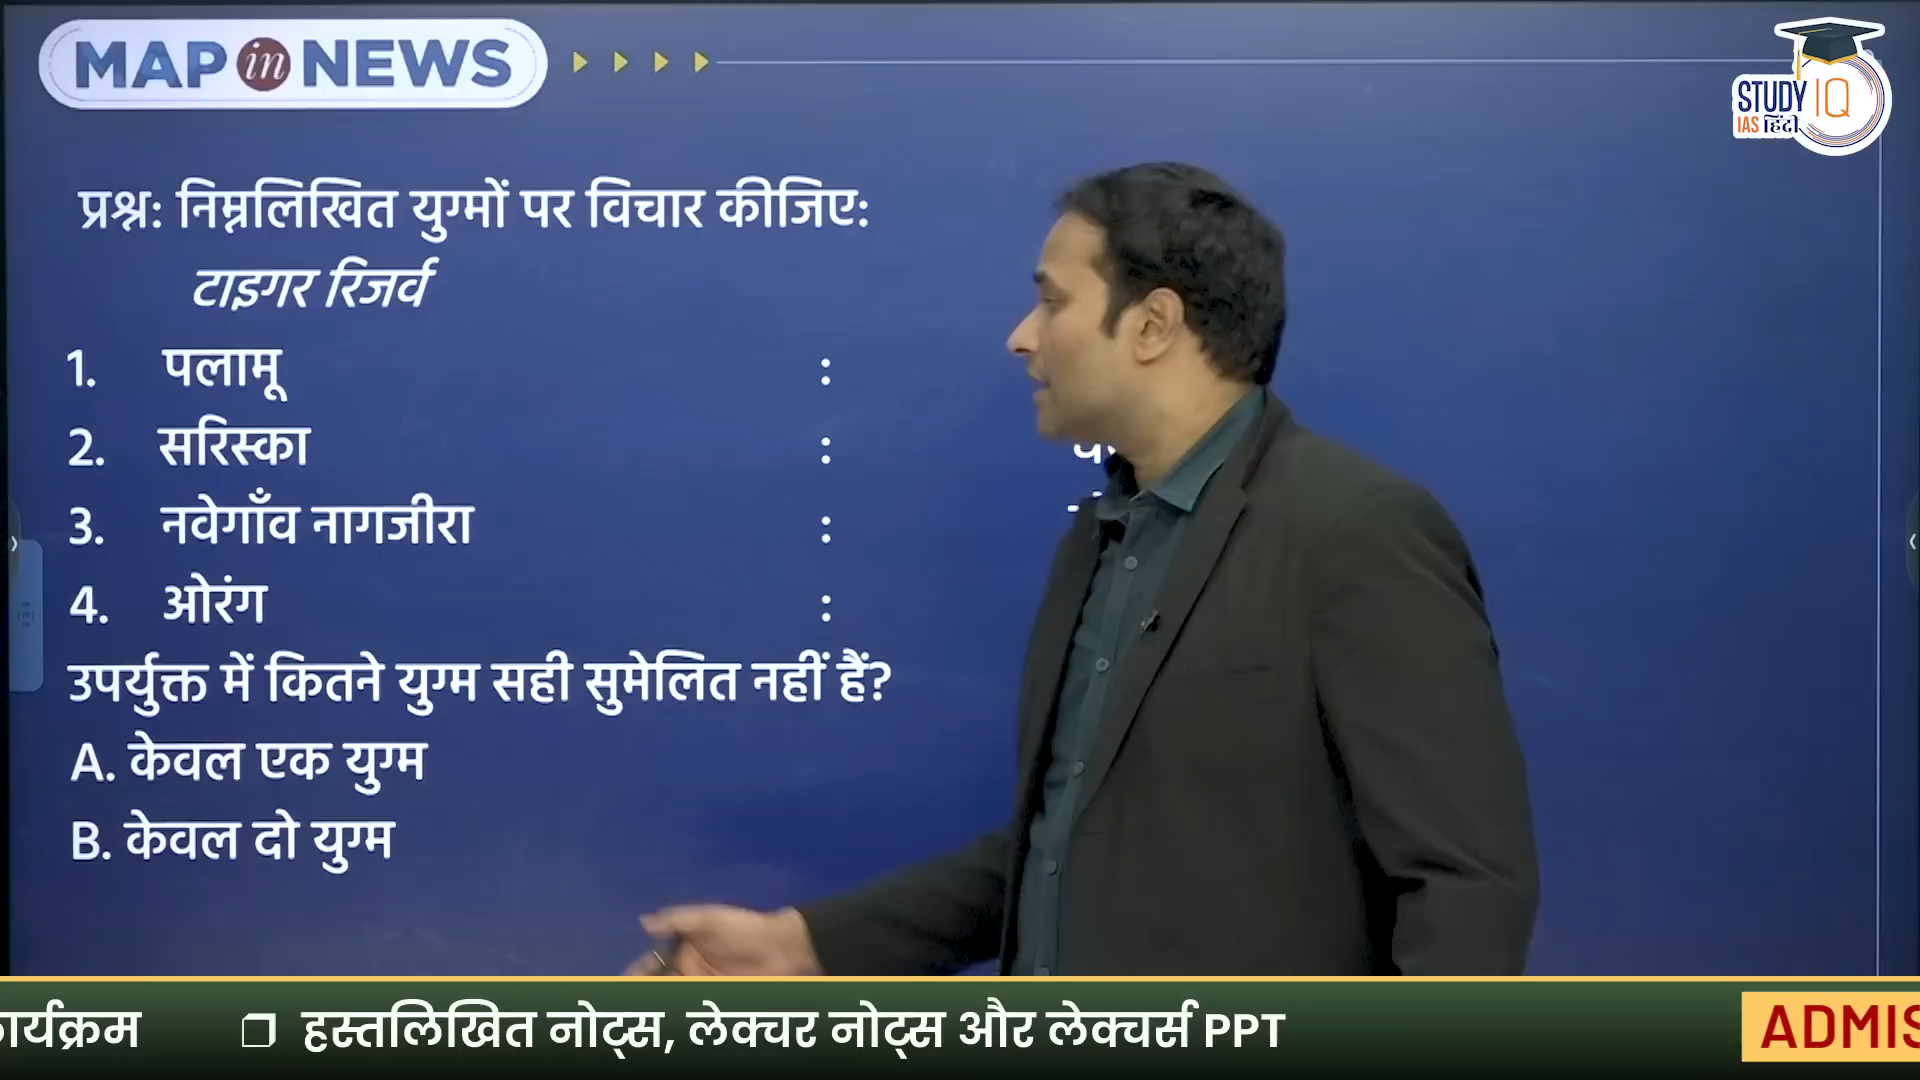 MAP in NEWS
STUDY IQ
IAS हिंदी
प्रश्न: निम्नलिखित युग्मों पर विचार कीजिए:
टाइगर रिजर्व
1. पलामू :
2. सरिस्का :
3. नवेगाँव नागजीरा :
4. ओरंग :
उपर्युक्त में कितने युग्म सही सुमेलित नहीं हैं?
A. केवल एक युग्म
B. केवल दो युग्म
हस्तलिखित नोट्स, लेक्चर नोट्स और लेक्चर्स PPT